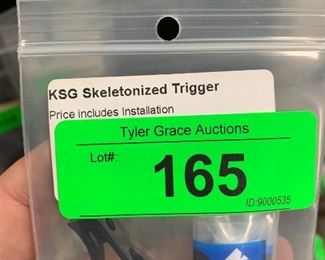 KSG Skeletonized Trigger
Price includes Installation
Tyler Grace Auctions
Lot#:
165
ID:9000535